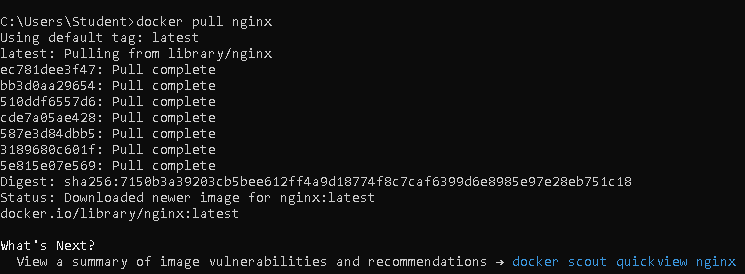 C:\Users\Student>docker pull nginx
Using default tag: latest
latest: Pulling from library/nginx
ec781dee3f47: Pull complete
bb3d0aa29654: Pull complete
510ddf6557d6: Pull complete
cde7a05ae428: Pull complete
587e3d84dbb5: Pull complete
3189680c601f: Pull complete
5e815e07e569: Pull complete
Digest: sha256:7150b3a39203cb5bee612ff4a9d18774f8c7caf6399d6e8985e97e28eb751c18
Status: Downloaded newer image for nginx:latest
docker.io/library/nginx:latest
What's Next?
View a summary of image vulnerabilities and recommendations → docker scout quickview nginx